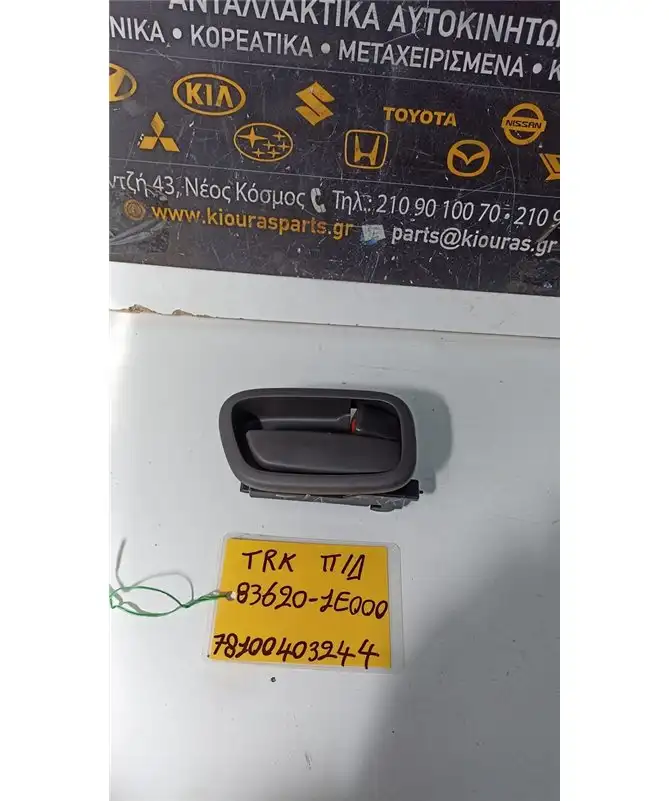 ΑΝΤΑΛΛΑΚΤΙΚΑ ΑΥΤΟΚΙΝΗΤΩ
ΝΙΚΑ • ΚΟΡΕΑΤΙΚΑ • ΜΕΤΑΧΕΙΡΙΣΜΕΝΑ • Κ
KIA
TOYOTA
NISSAN
ντζή 43, Νέος Κόσμος Τηλ.: 210 90 100 70 • 210 9
www.kiourasparts.gr parts@kiouras.gr
TRK Π/Δ
83620-1E000
78100403244